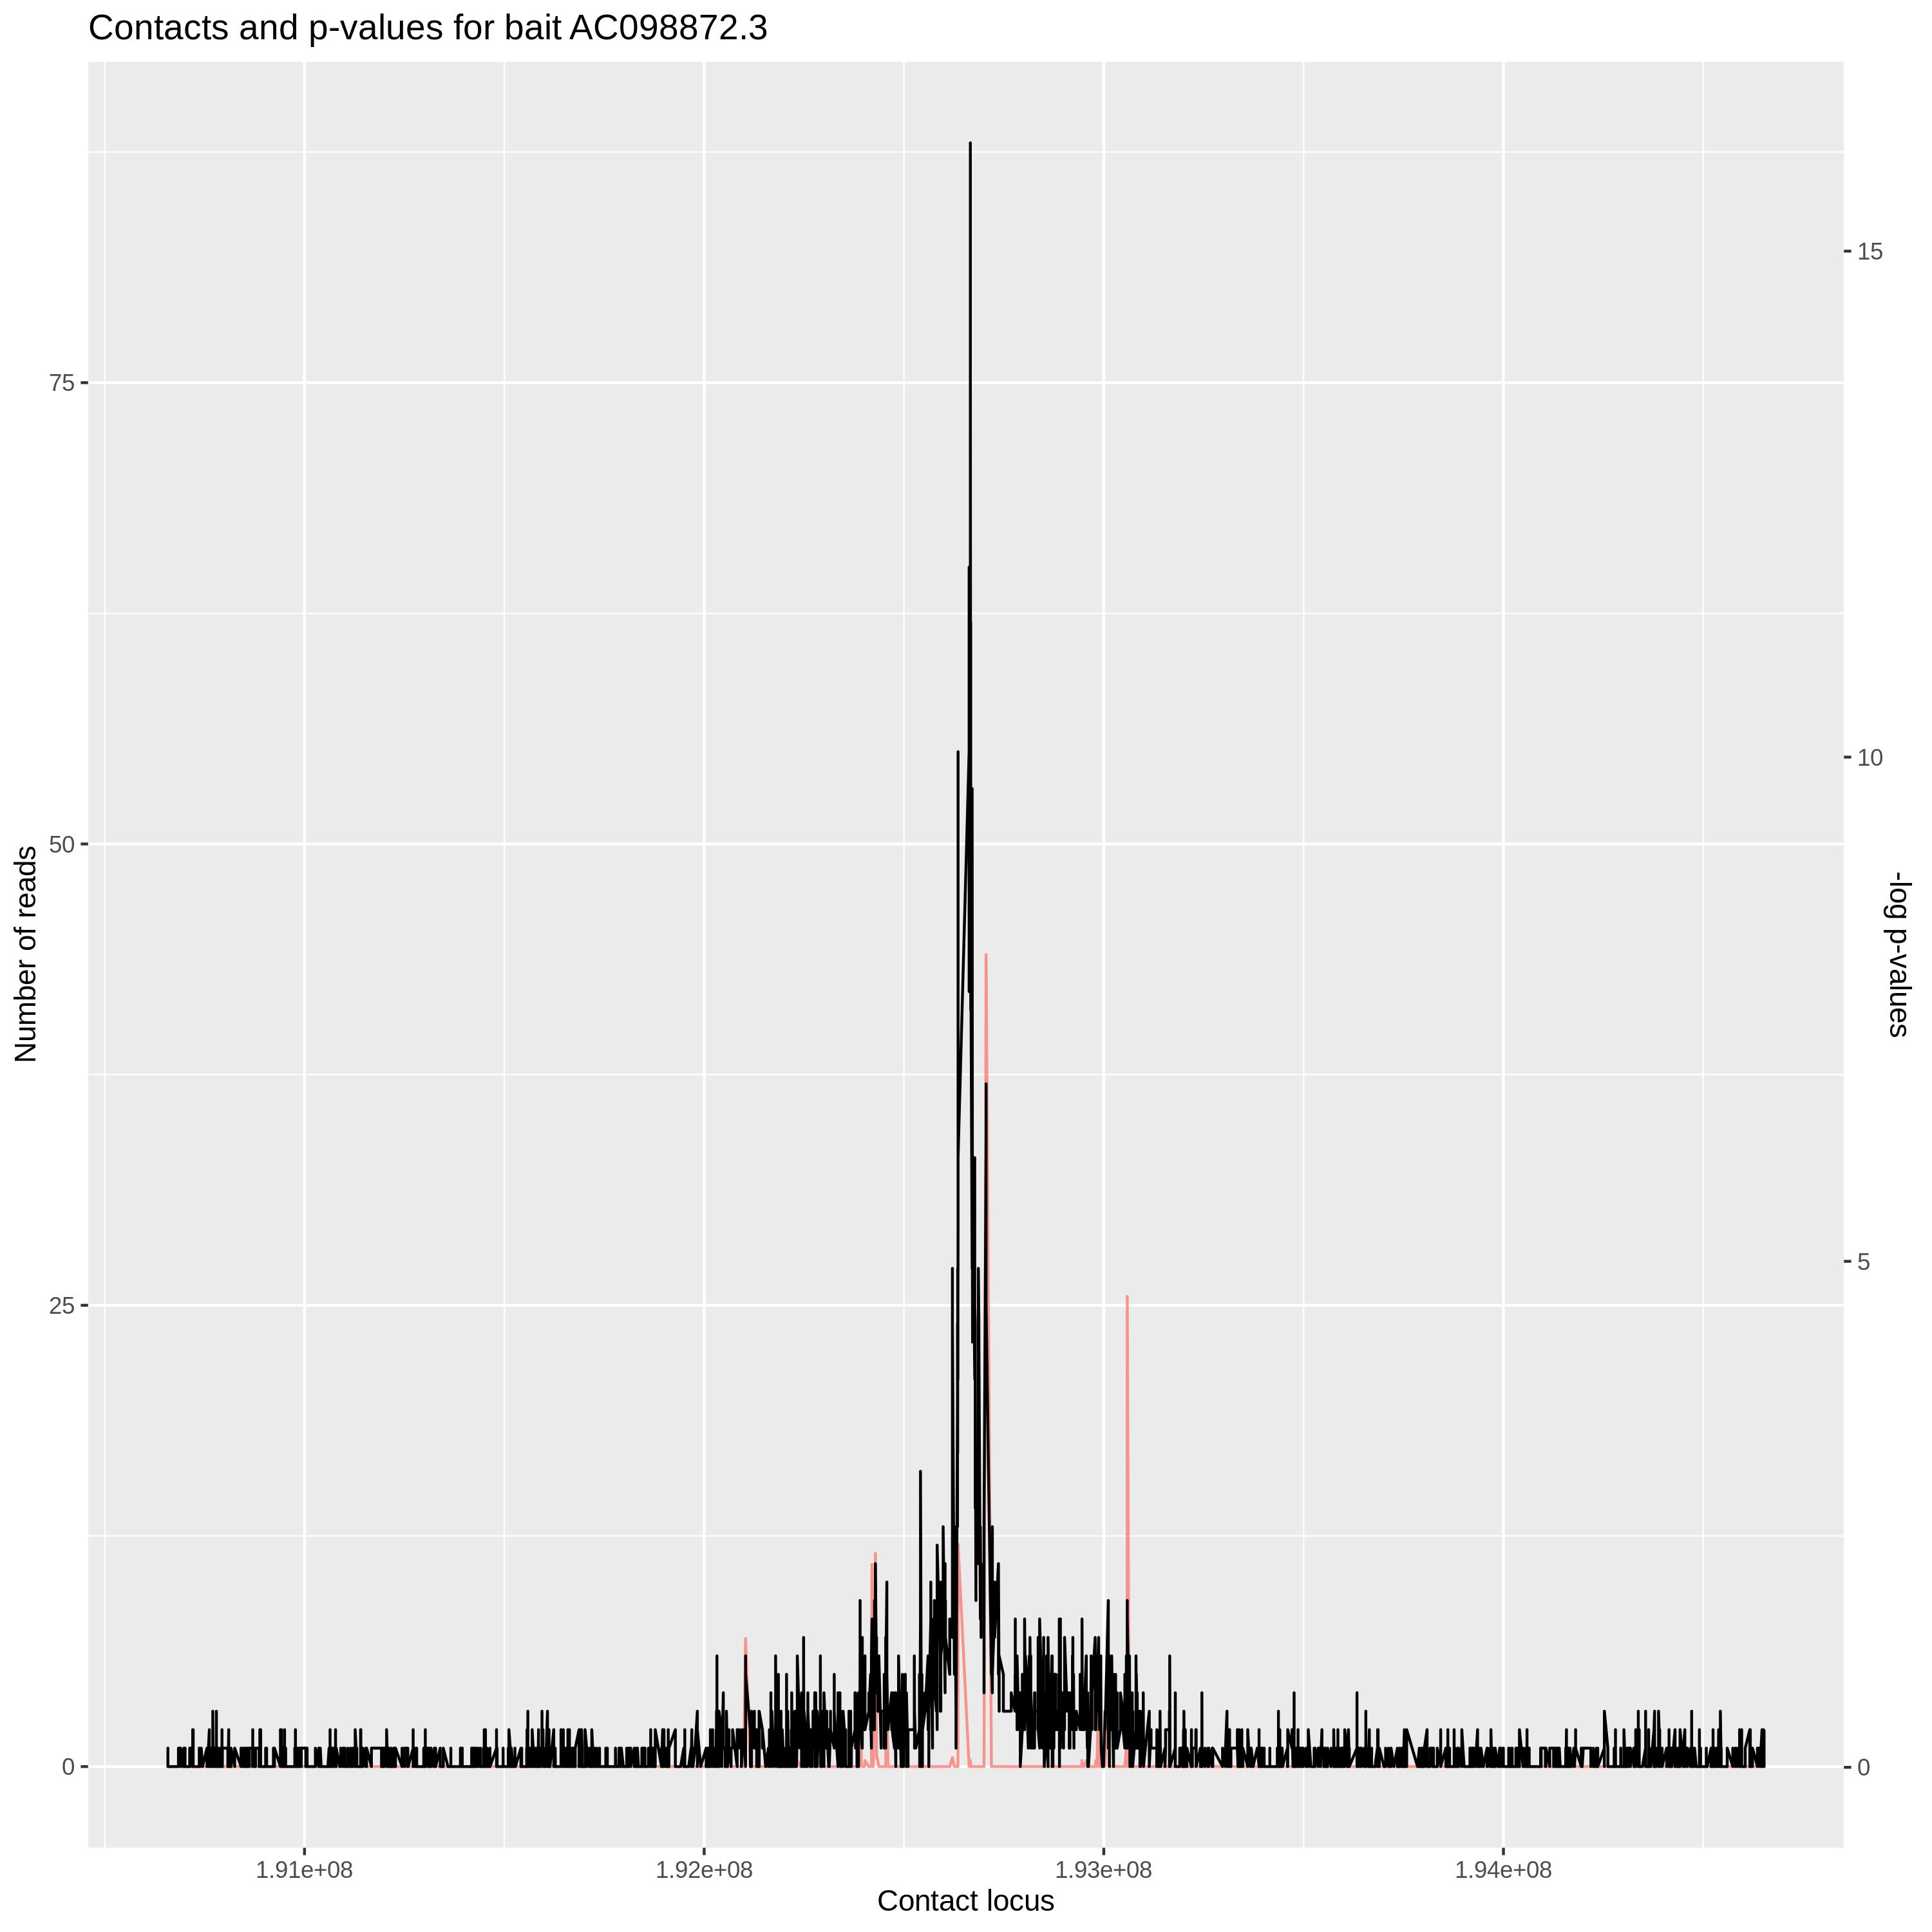 Contacts and p-values for bait AC098872.3
Number of reads
75
50
25
0
15
10
5
0
-log p-values
1.91e+08 1.92e+08 1.93e+08 1.94e+08
Contact locus